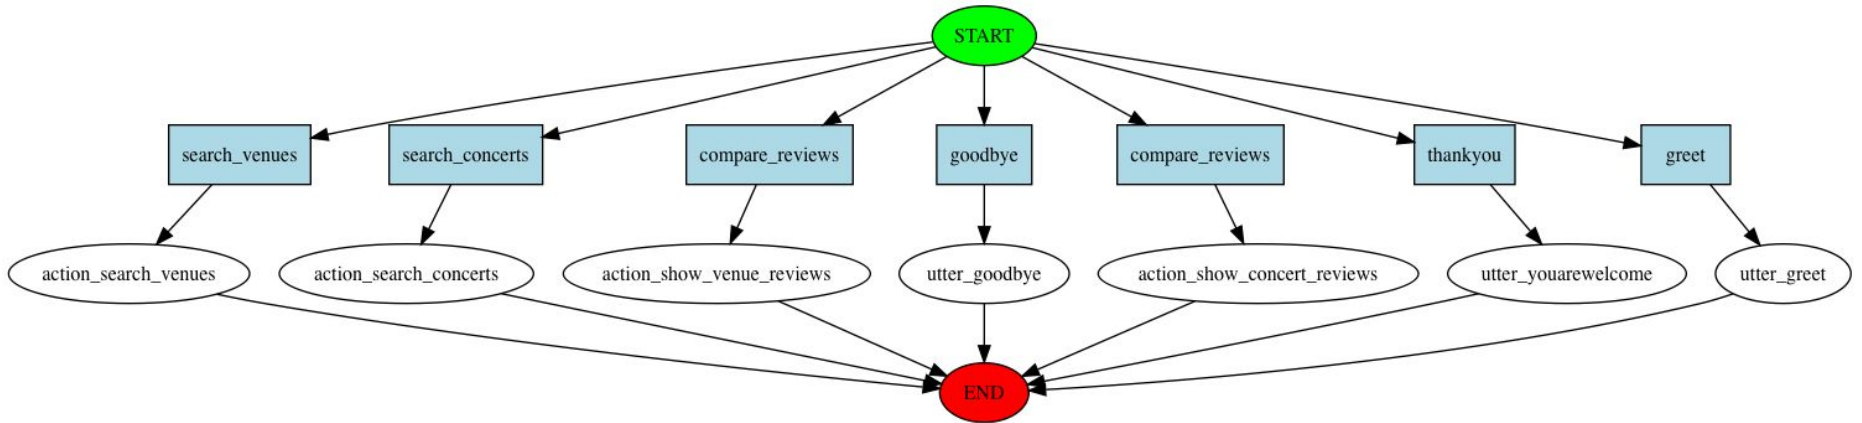 START
search_venues
search_concerts
compare_reviews
goodbye
compare_reviews
thankyou
greet
action_search_venues
action_search_concerts
action_show_venue_reviews
utter_goodbye
action_show_concert_reviews
utter_youarewelcome
utter_greet
END